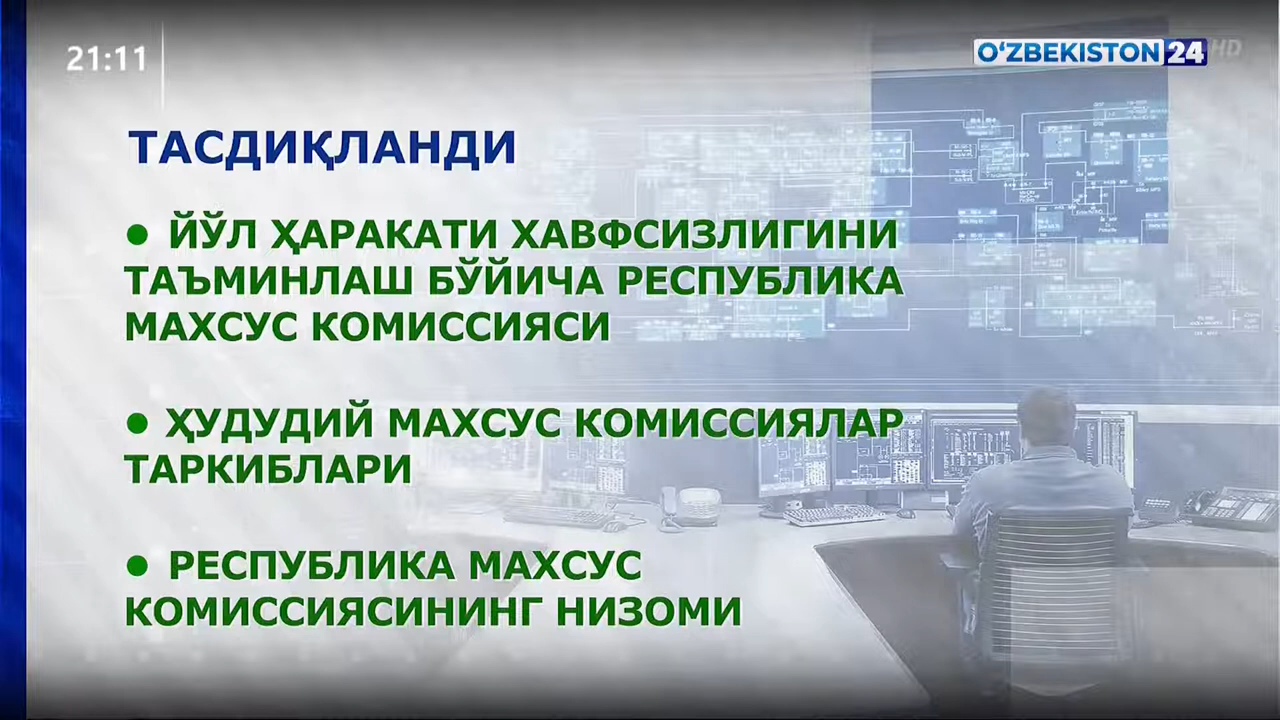 21:11
OʻZBEKISTON 24 HD
ТАСДИҚЛАНДИ
● ЙЎЛ ҲАРАКАТИ ХАВФСИЗЛИГИНИ
ТАЪМИНЛАШ БЎЙИЧА РЕСПУБЛИКА
МАХСУС КОМИССИЯСИ
● ҲУДУДИЙ МАХСУС КОМИССИЯЛАР
ТАРКИБЛАРИ
● РЕСПУБЛИКА МАХСУС
КОМИССИЯСИНИНГ НИЗОМИ